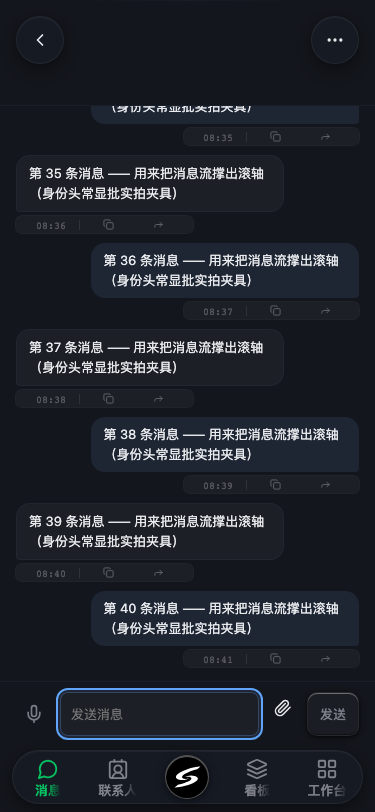 (身份头常显批实拍夹具)
08:35
第 35 条消息 —— 用来把消息流撑出滚轴
(身份头常显批实拍夹具)
08:36
第 36 条消息 —— 用来把消息流撑出滚轴
(身份头常显批实拍夹具)
08:37
第 37 条消息 —— 用来把消息流撑出滚轴
(身份头常显批实拍夹具)
08:38
第 38 条消息 —— 用来把消息流撑出滚轴
(身份头常显批实拍夹具)
08:39
第 39 条消息 —— 用来把消息流撑出滚轴
(身份头常显批实拍夹具)
08:40
第 40 条消息 —— 用来把消息流撑出滚轴
(身份头常显批实拍夹具)
08:41
发送消息
发送
消息
联系人
看板
工作台